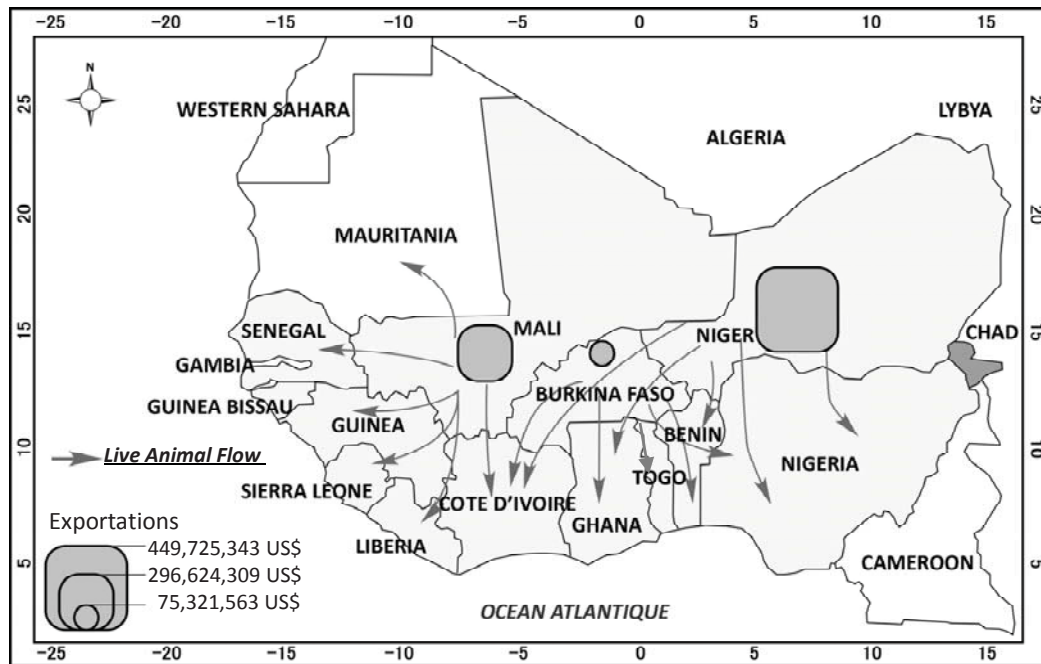 -25 -20 -15 -10 -5 0 5 10 15
N
25 25
WESTERN SAHARA
LYBYA
ALGERIA
20 20
MAURITANIA
15 15
SENEGAL
MALI
NIGER
CHAD
GAMBIA
BURKINA FASO
GUINEA BISSAU
GUINEA
BENIN
10 10
Live Animal Flow
NIGERIA
TOGO
SIERRA LEONE
COTE D'IVOIRE
GHANA
Exportations
LIBERIA
449,725,343 US$
5 5
CAMEROON
296,624,309 US$
75,321,563 US$
OCEAN ATLANTIQUE
-25 -20 -15 -10 -5 0 5 10 15